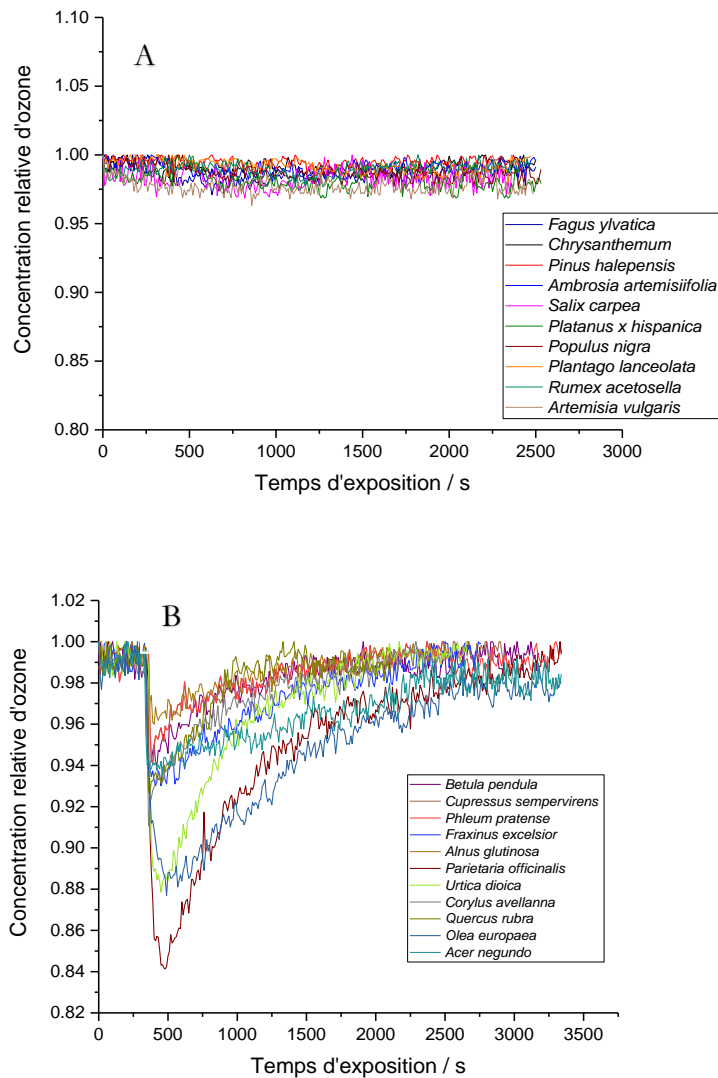 A
1.10
1.05
1.00
0.95
0.90
0.85
0.80
Concentration relative d'ozone
0 500 1000 1500 2000 2500 3000
Temps d'exposition / s
Fagus ylvatica
Chrysanthemum
Pinus halepensis
Ambrosia artemisiifolia
Salix carpea
Platanus x hispanica
Populus nigra
Plantago lanceolata
Rumex acetosella
Artemisia vulgaris
B
1.02
1.00
0.98
0.96
0.94
0.92
0.90
0.88
0.86
0.84
0.82
Concentration relative d'ozone
0 500 1000 1500 2000 2500 3000 3500
Temps d'exposition / s
Betula pendula
Cupressus sempervirens
Phleum pratense
Fraxinus excelsior
Alnus glutinosa
Parietaria officinalis
Urtica dioica
Corylus avellanna
Quercus rubra
Olea europaea
Acer negundo